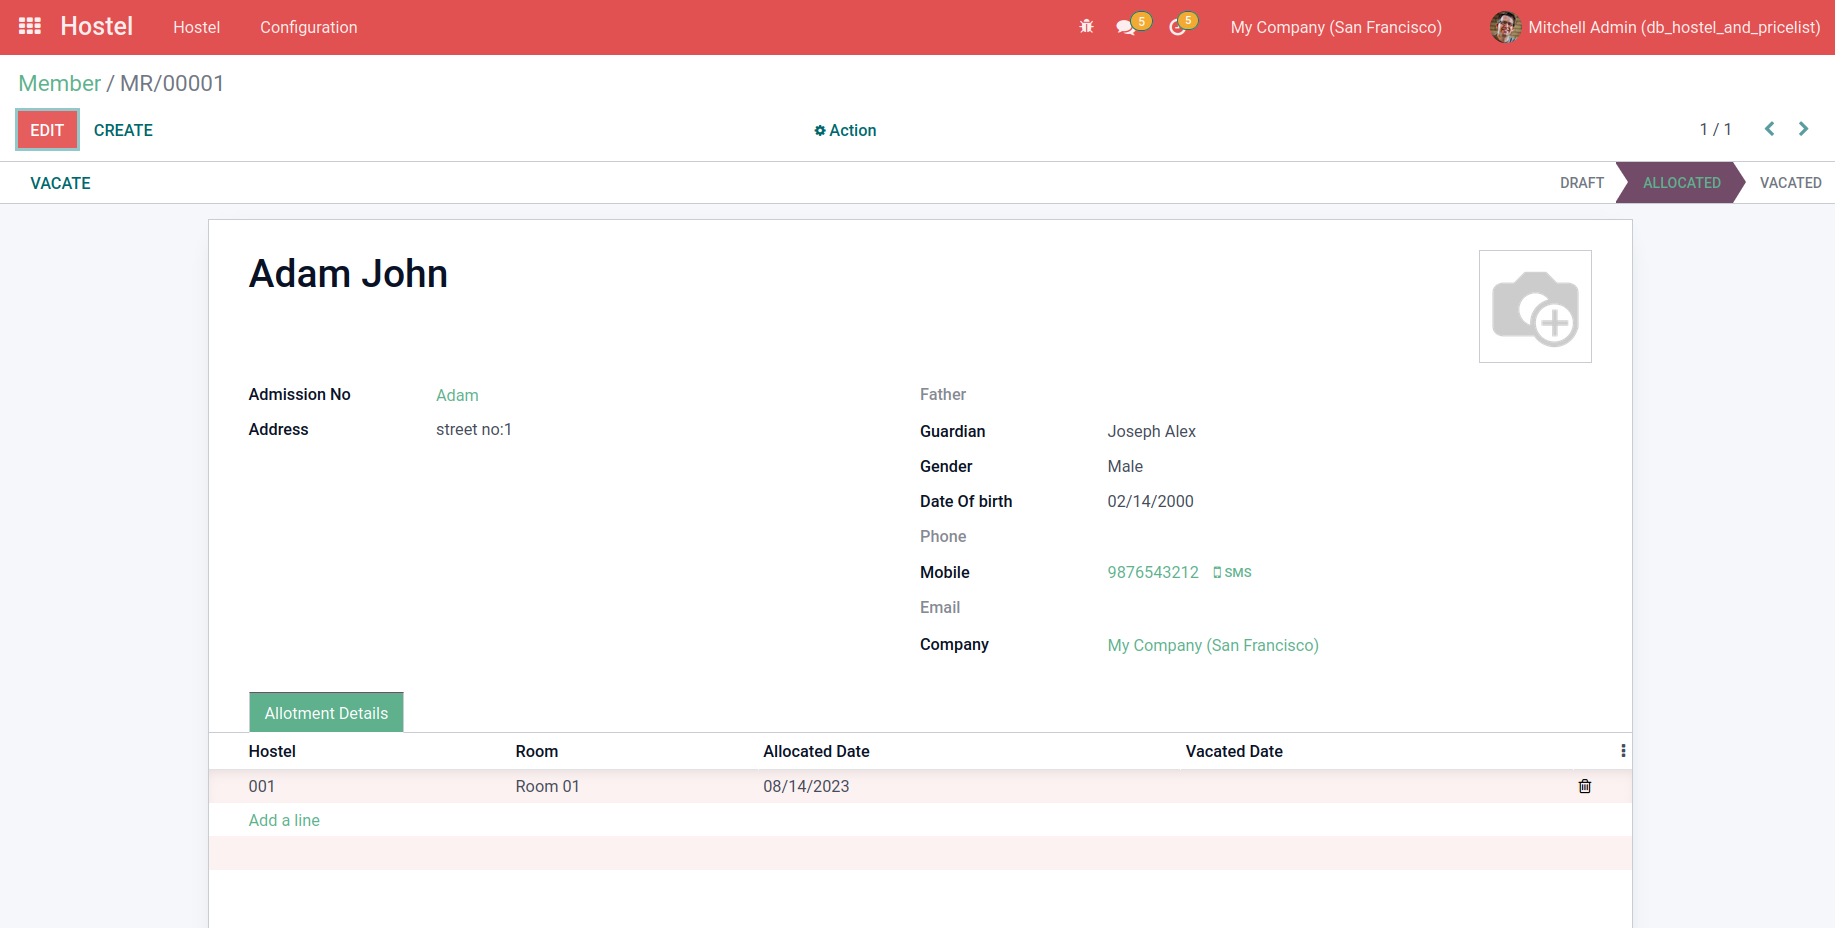 Hostel Hostel Configuration 5 5 My Company (San Francisco) Mitchell Admin (db_hostel_and_pricelist)
Member / MR/00001
EDIT CREATE Action 1 / 1
VACATE DRAFT ALLOCATED VACATED
Adam John
Admission No Adam
Address street no:1
Father
Guardian Joseph Alex
Gender Male
Date Of birth 02/14/2000
Phone
Mobile 9876543212 SMS
Email
Company My Company (San Francisco)
Allotment Details
Hostel Room Allocated Date Vacated Date
001 Room 01 08/14/2023
Add a line